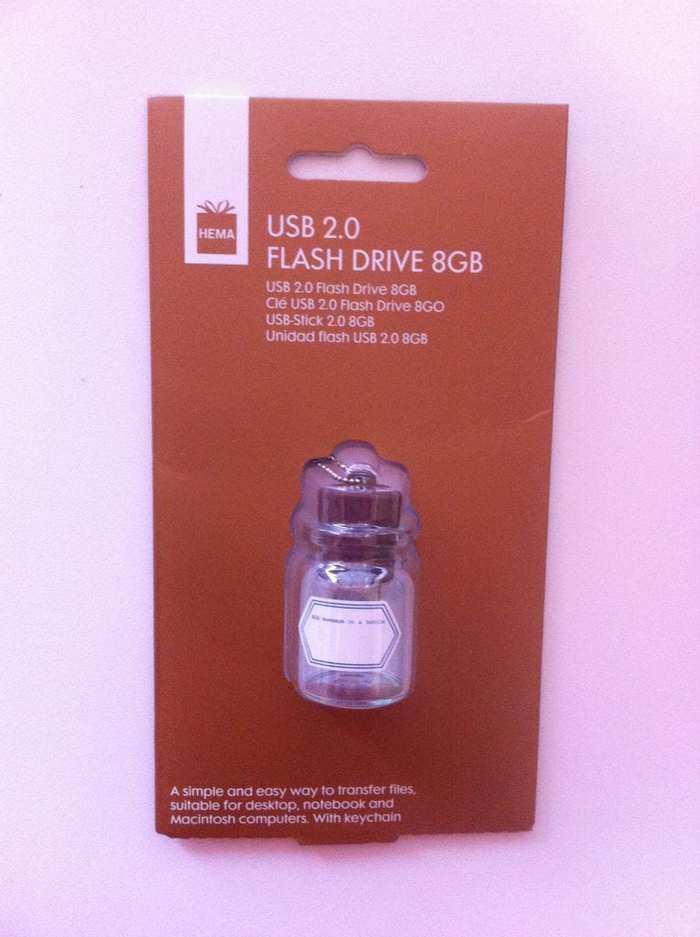 HEMA
USB 2.0
FLASH DRIVE 8GB
USB 2.0 Flash Drive 8GB
Clé USB 2.0 Flash Drive 8GO
USB-Stick 2.0 8GB
Unidad flash USB 2.0 8GB
IN A BOTTLE
A simple and easy way to transfer files,
suitable for desktop, notebook and
Macintosh computers. With keychain